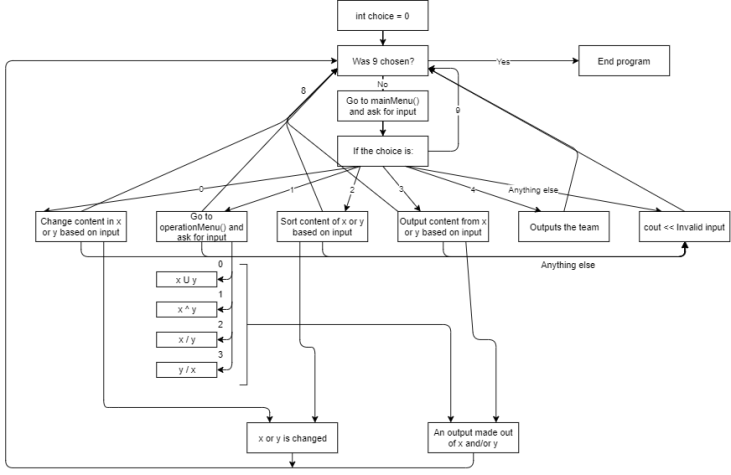 int choice = 0
Was 9 chosen?
Yes
End program
No
8
Go to mainMenu()
and ask for input
9
If the choice is:
0
1
2
3
4
Anything else
Change content in x
or y based on input
Go to
operationMenu() and
ask for input
Sort content of x or y
based on input
Output content from x
or y based on input
Outputs the team
cout << Invalid input
Anything else
0
x U y
1
x ^ y
2
x / y
3
y / x
x or y is changed
An output made out
of x and/or y